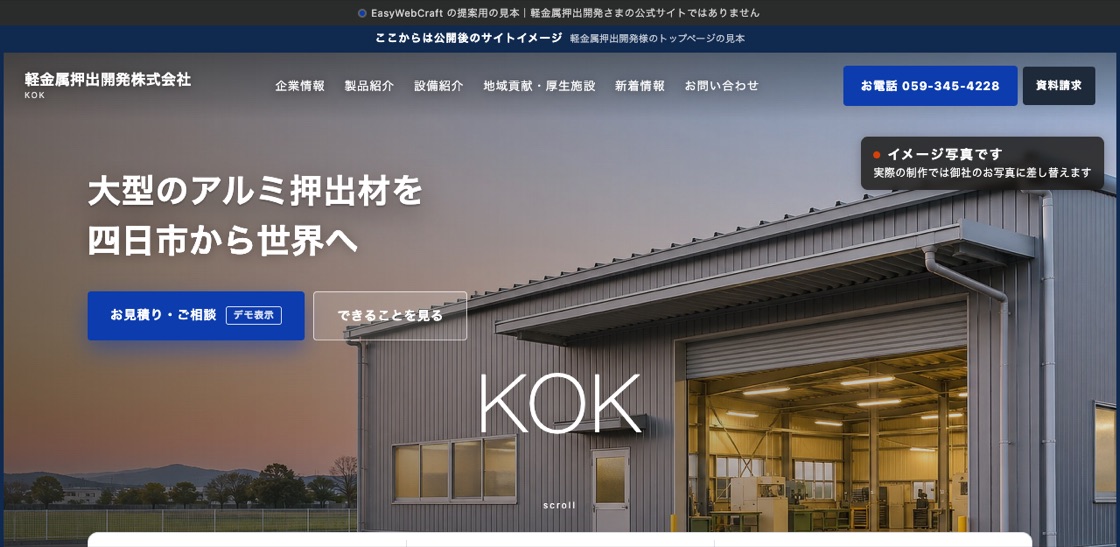 EasyWebCraft の提案用の見本｜軽金属押出開発さまの公式サイトではありません
ここからは公開後のサイトイメージ 軽金属押出開発様のトップページの見本
軽金属押出開発株式会社
KOK
企業情報 製品紹介 設備紹介 地域貢献・厚生施設 新着情報 お問い合わせ
お電話 059-345-4228
資料請求
イメージ写真です
実際の制作では御社のお写真に差し替えます
大型のアルミ押出材を
四日市から世界へ
お見積り・ご相談 デモ表示
できることを見る
KOK
scroll